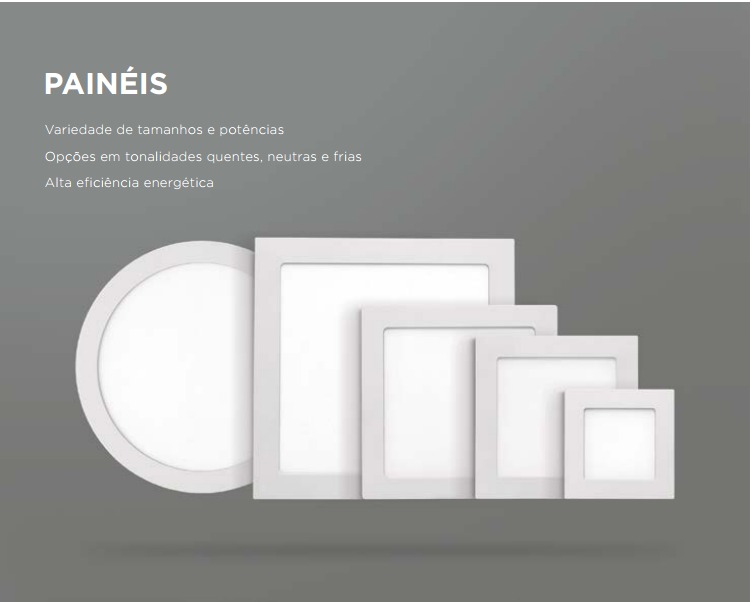 PAINÉIS
Variedade de tamanhos e potências
Opções em tonalidades quentes, neutras e frias
Alta eficiência energética